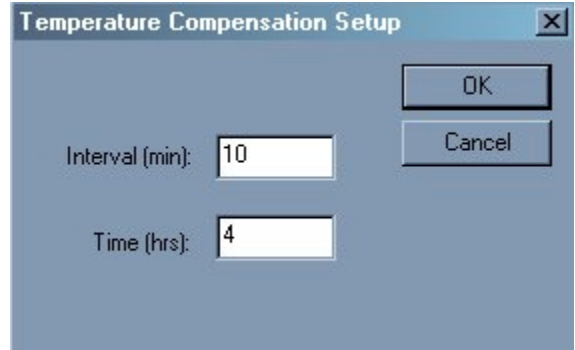 Temperature Compensation Setup
OK
Cancel
Interval (min): 10
Time (hrs): 4